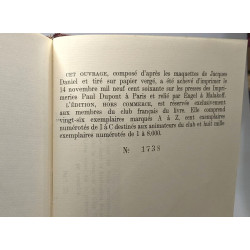 CET OUVRAGE, composé d'après les maquettes de Jacques
Daniel et tiré sur papier vergé, a été achevé d'imprimer le
14 novembre mil neuf cent soixante sur les presses des Impri-
meries Paul Dupont à Paris et relié par Engel à Malakoff.
L'ÉDITION, HORS COMMERCE, est réservée exclusivement
aux membres du club français du livre. Elle comprend
vingt-six exemplaires marqués A à Z, cent exemplaires
numérotés de I à C destinés aux animateurs du club et huit mille
exemplaires numérotés de 1 à 8.000.
No 1738